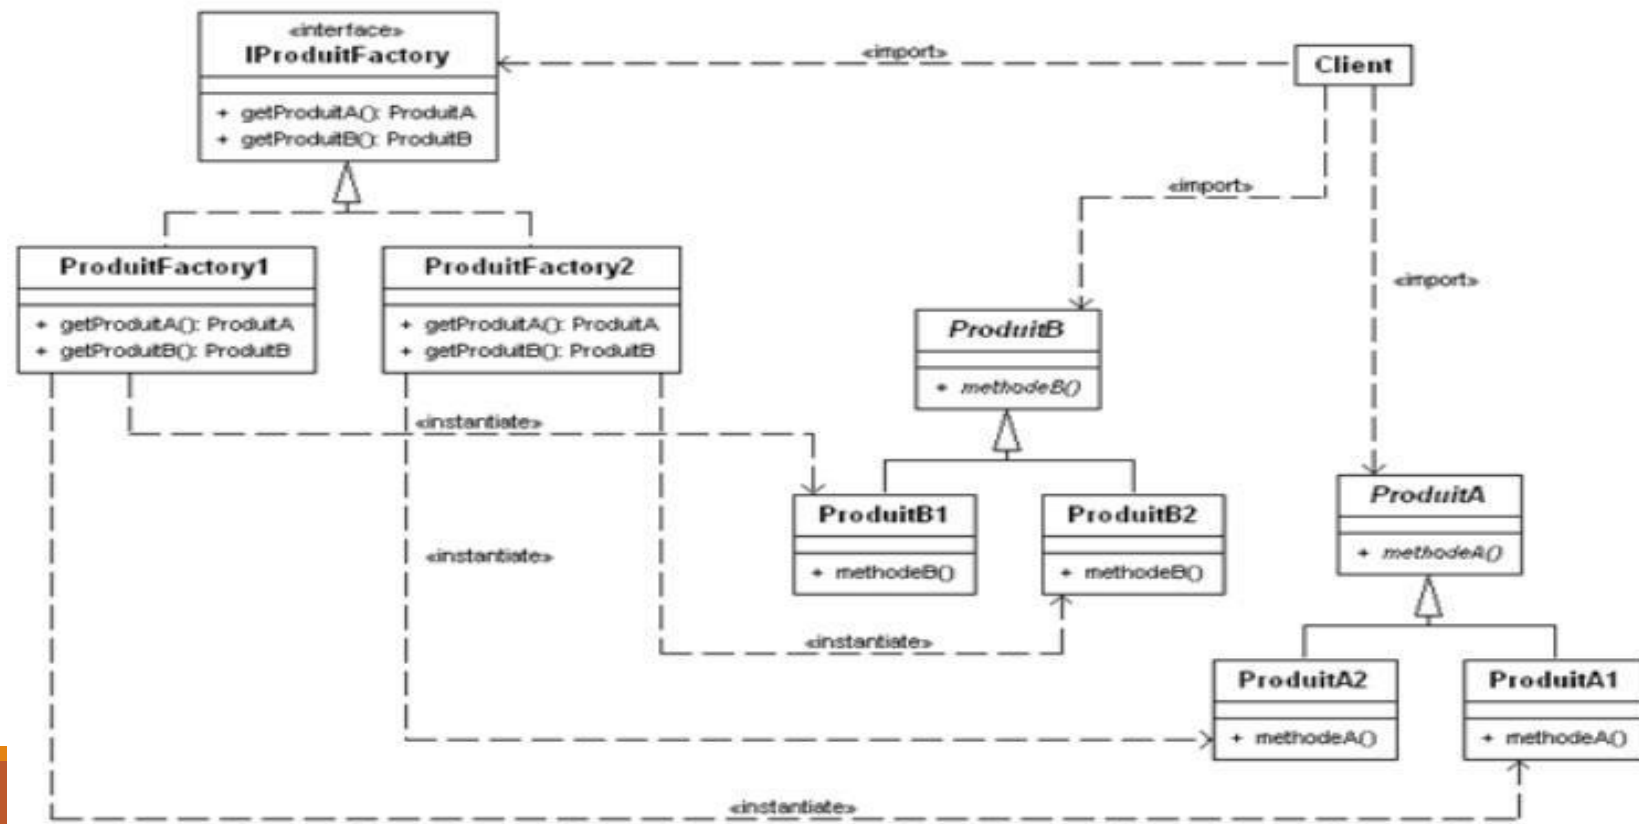 «interface»
IProduitFactory
+ getProduitA(): ProduitA
+ getProduitB(): ProduitB
«import»
Client
«import»
«import»
ProduitFactory1
+ getProduitA(): ProduitA
+ getProduitB(): ProduitB
ProduitFactory2
+ getProduitA(): ProduitA
+ getProduitB(): ProduitB
ProduitB
+ methodeB()
«instantiate»
ProduitB1
+ methodeB()
ProduitB2
+ methodeB()
ProduitA
+ methodeA()
«instantiate»
«instantiate»
ProduitA2
+ methodeA()
ProduitA1
+ methodeA()
«instantiate»